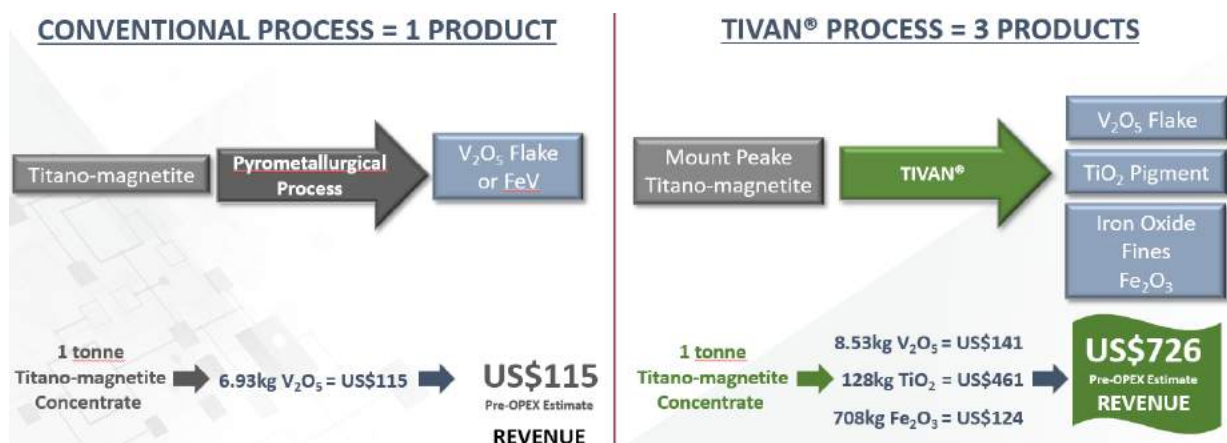 CONVENTIONAL PROCESS = 1 PRODUCT
Titano-magnetite
Pyrometallurgical
Process
V₂O₅ Flake
or FeV
1 tonne
Titano-magnetite
Concentrate
6.93kg V₂O₅ = US$115
US$115
Pre-OPEX Estimate
REVENUE
TIVAN® PROCESS = 3 PRODUCTS
Mount Peake
Titano-magnetite
TIVAN®
V₂O₅ Flake
TiO₂ Pigment
Iron Oxide
Fines
Fe₂O₃
1 tonne
Titano-magnetite
Concentrate
8.53kg V₂O₅ = US$141
128kg TiO₂ = US$461
708kg Fe₂O₃ = US$124
US$726
Pre-OPEX Estimate
REVENUE